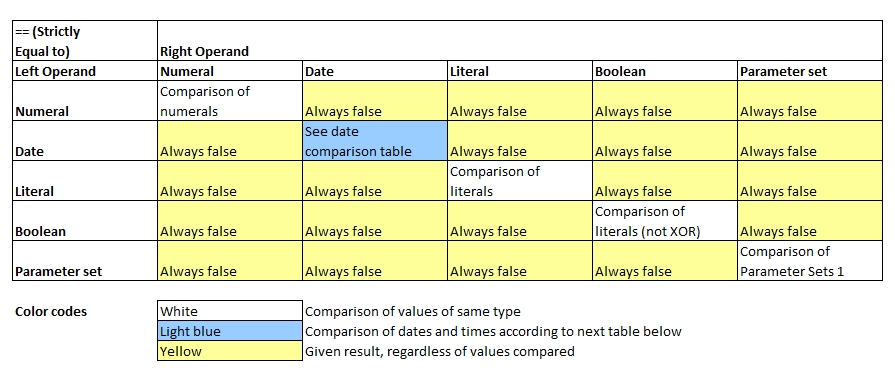 == (Strictly
Equal to) Right Operand
Left Operand Numeral Date Literal Boolean Parameter set
Comparison of
Numeral numerals Always false Always false Always false Always false
See date
Date Always false comparison table Always false Always false Always false
Comparison of
Literal Always false Always false literals Always false Always false
Comparison of
Boolean Always false Always false Always false literals (not XOR) Always false
Comparison of
Parameter set Always false Always false Always false Always false Parameter Sets 1
Color codes White Comparison of values of same type
Light blue Comparison of dates and times according to next table below
Yellow Given result, regardless of values compared